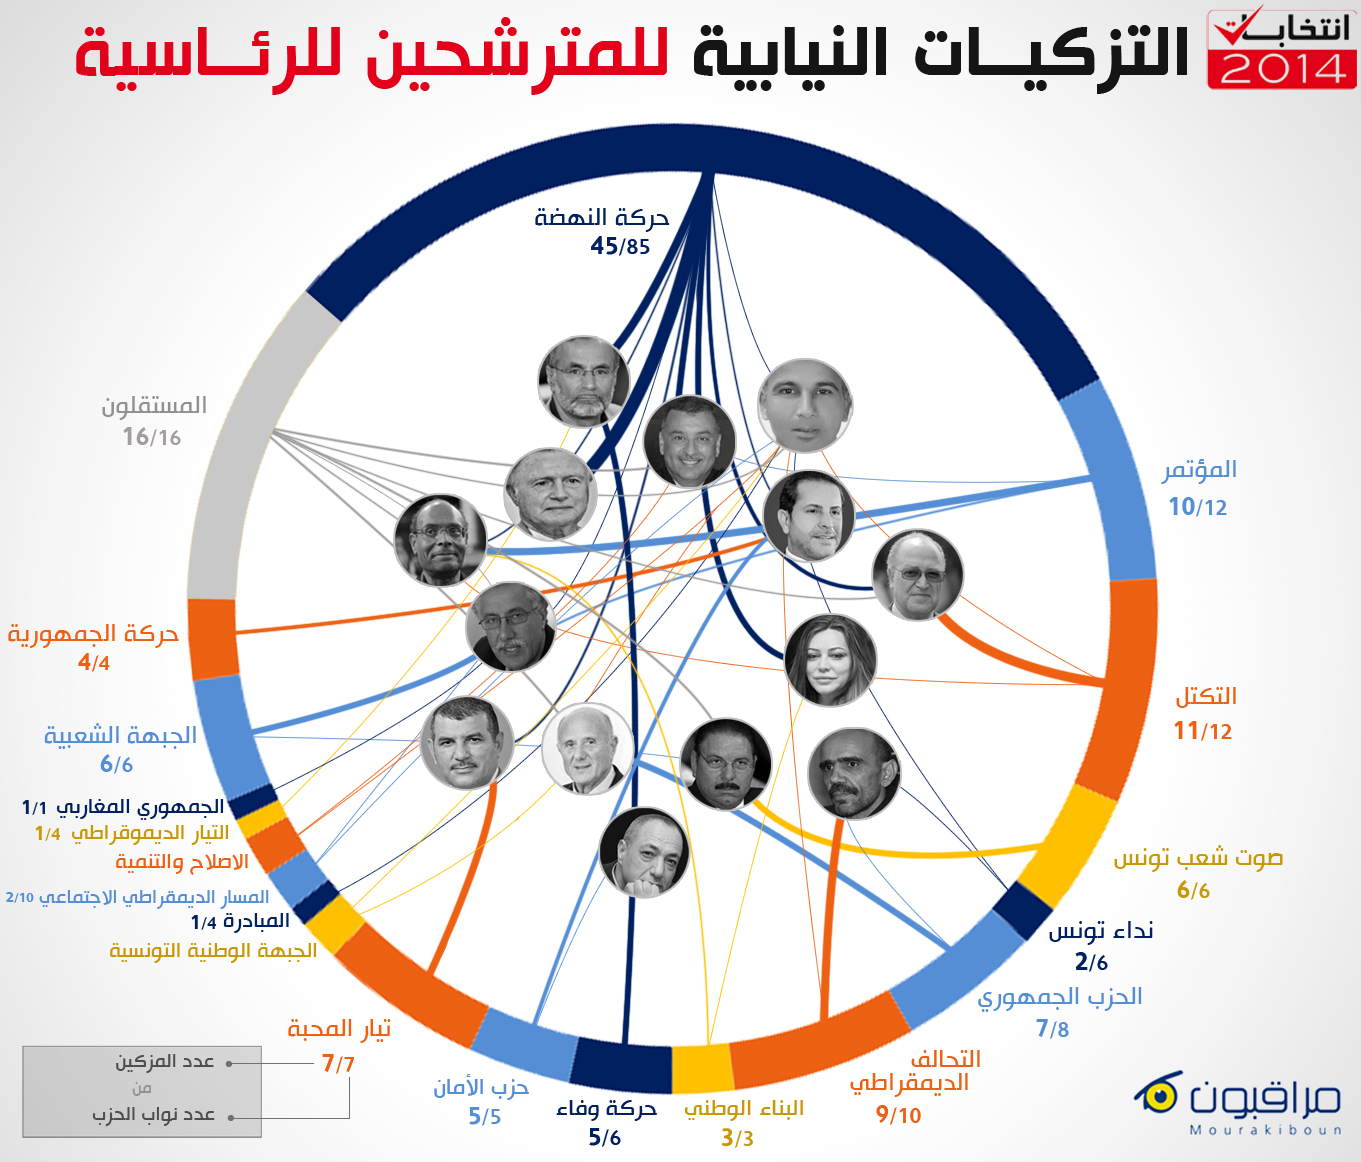 انتخابات
2014
التزكيات النيابية للمترشحين للرئاسية
حركة النهضة
45/85
المستقلون
16/16
المؤتمر
10/12
حركة الجمهورية
4/4
التكتل
11/12
الجبهة الشعبية
6/6
الجمهوري المغاربي 1/1
التيار الديموقراطي 1/4
الاصلاح والتنمية
صوت شعب تونس
6/6
المسار الديمقراطي الاجتماعي 2/10
المبادرة 1/4
نداء تونس
2/6
الجبهة الوطنية التونسية
الحزب الجمهوري
7/8
تيار المحبة
7/7
التحالف
الديمقراطي
9/10
حزب الأمان
5/5
حركة وفاء
5/6
البناء الوطني
3/3
عدد المزكين
من
عدد نواب الحزب
مراقبون
Mourakiboun